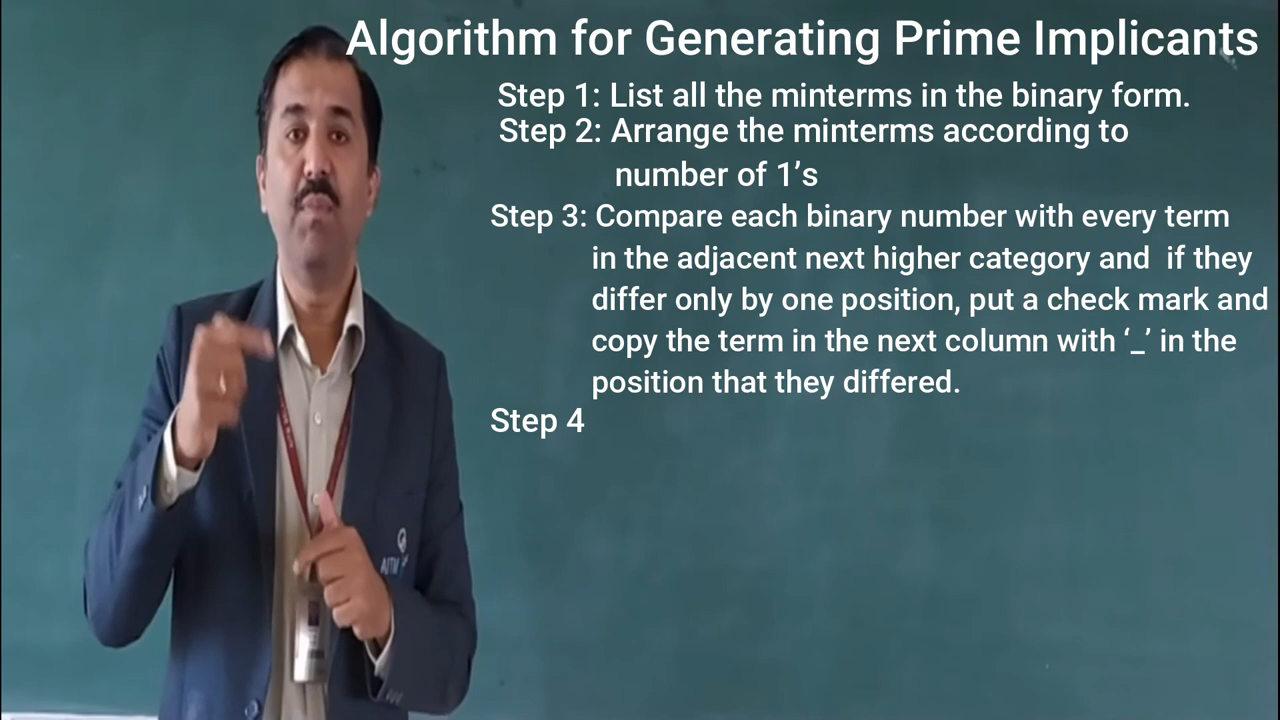 Algorithm for Generating Prime Implicants
Step 1: List all the minterms in the binary form.
Step 2: Arrange the minterms according to
number of 1’s
Step 3: Compare each binary number with every term
in the adjacent next higher category and if they
differ only by one position, put a check mark and
copy the term in the next column with ‘_’ in the
position that they differed.
Step 4
AITM